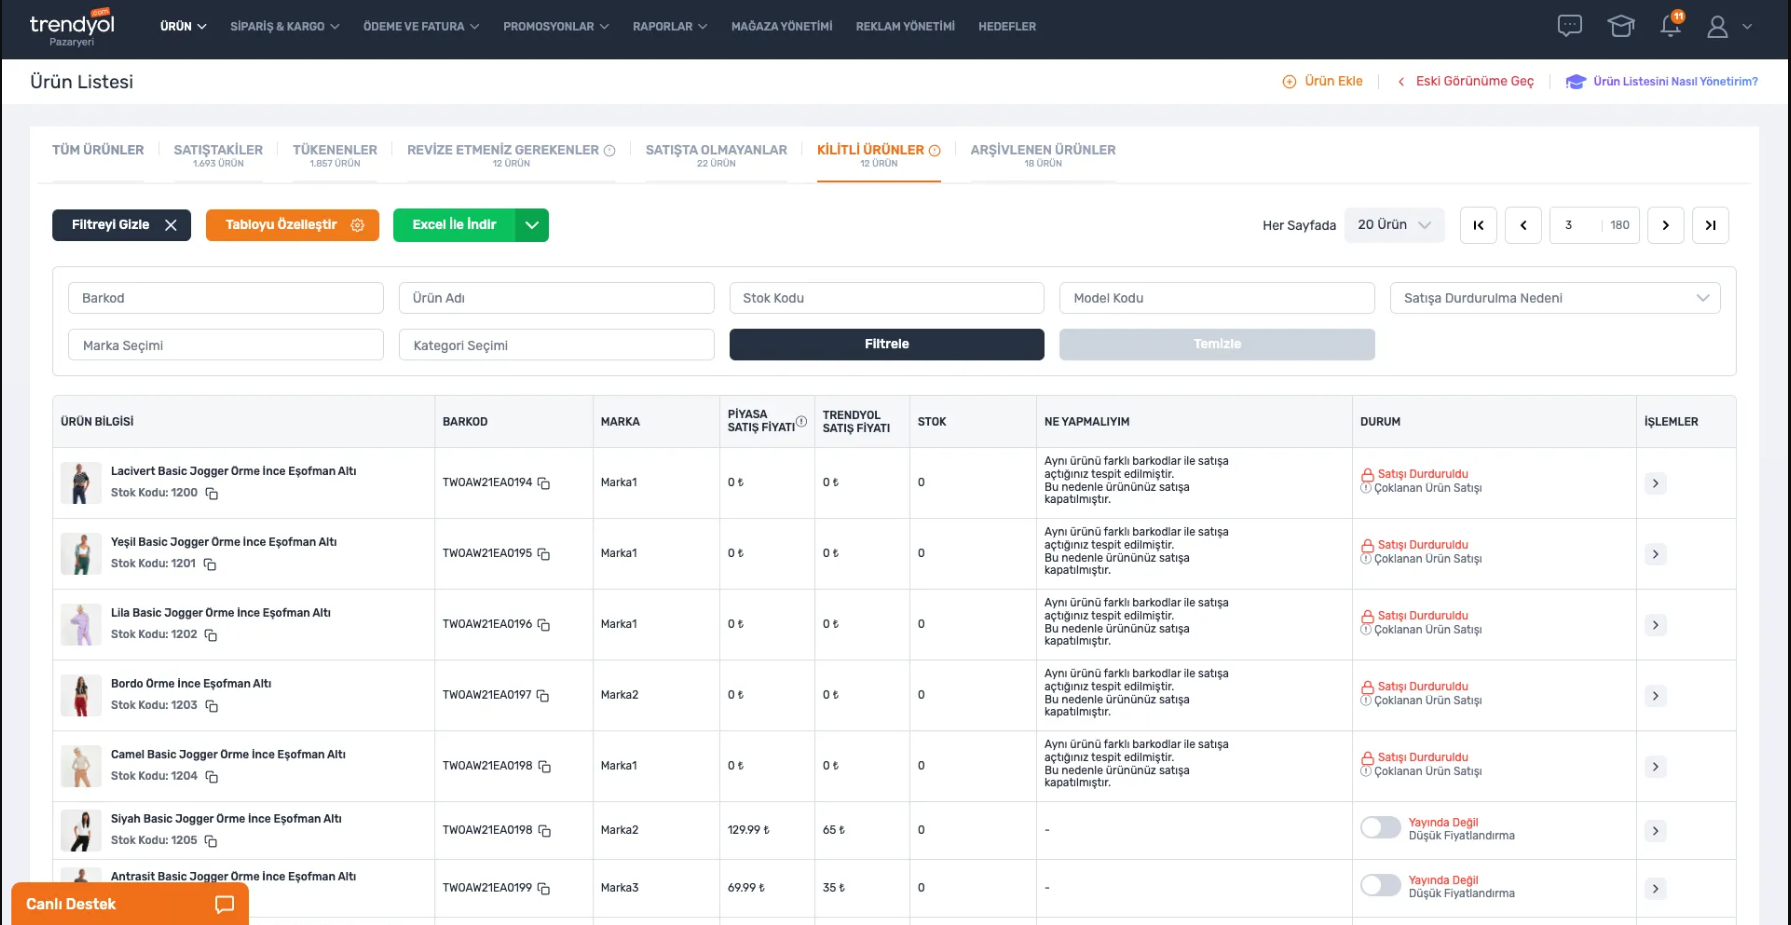 trendyol
.com
Pazaryeri
ÜRÜN
SİPARİŞ & KARGO
ÖDEME VE FATURA
PROMOSYONLAR
RAPORLAR
MAĞAZA YÖNETİMİ
REKLAM YÖNETİMİ
HEDEFLER
11
Ürün Listesi
Ürün Ekle
Eski Görünüme Geç
Ürün Listesini Nasıl Yönetirim?
TÜM ÜRÜNLER
SATIŞTAKİLER
1.693 ÜRÜN
TÜKENENLER
1.857 ÜRÜN
REVİZE ETMENİZ GEREKENLER
12 ÜRÜN
SATIŞTA OLMAYANLAR
22 ÜRÜN
KİLİTLİ ÜRÜNLER
12 ÜRÜN
ARŞİVLENEN ÜRÜNLER
18 ÜRÜN
Filtreyi Gizle
Tabloyu Özelleştir
Excel İle İndir
Her Sayfada
20 Ürün
3
180
Barkod
Ürün Adı
Stok Kodu
Model Kodu
Satışa Durdurulma Nedeni
Marka Seçimi
Kategori Seçimi
Filtrele
Temizle
ÜRÜN BİLGİSİ
BARKOD
MARKA
PİYASA
SATIŞ FİYATI
TRENDYOL
SATIŞ FİYATI
STOK
NE YAPMALIYIM
DURUM
İŞLEMLER
Lacivert Basic Jogger Örme İnce Eşofman Altı
Stok Kodu: 1200
TWOAW21EA0194
Marka1
0 ₺
0 ₺
0
Aynı ürünü farklı barkodlar ile satışa
açtığınız tespit edilmiştir.
Bu nedenle ürününüz satışa
kapatılmıştır.
Satışı Durduruldu
Çoklanan Ürün Satışı
Yeşil Basic Jogger Örme İnce Eşofman Altı
Stok Kodu: 1201
TWOAW21EA0195
Marka1
0 ₺
0 ₺
0
Aynı ürünü farklı barkodlar ile satışa
açtığınız tespit edilmiştir.
Bu nedenle ürününüz satışa
kapatılmıştır.
Satışı Durduruldu
Çoklanan Ürün Satışı
Lila Basic Jogger Örme İnce Eşofman Altı
Stok Kodu: 1202
TWOAW21EA0196
Marka1
0 ₺
0 ₺
0
Aynı ürünü farklı barkodlar ile satışa
açtığınız tespit edilmiştir.
Bu nedenle ürününüz satışa
kapatılmıştır.
Satışı Durduruldu
Çoklanan Ürün Satışı
Bordo Örme İnce Eşofman Altı
Stok Kodu: 1203
TWOAW21EA0197
Marka2
0 ₺
0 ₺
0
Aynı ürünü farklı barkodlar ile satışa
açtığınız tespit edilmiştir.
Bu nedenle ürününüz satışa
kapatılmıştır.
Satışı Durduruldu
Çoklanan Ürün Satışı
Camel Basic Jogger Örme İnce Eşofman Altı
Stok Kodu: 1204
TWOAW21EA0198
Marka1
0 ₺
0 ₺
0
Aynı ürünü farklı barkodlar ile satışa
açtığınız tespit edilmiştir.
Bu nedenle ürününüz satışa
kapatılmıştır.
Satışı Durduruldu
Çoklanan Ürün Satışı
Siyah Basic Jogger Örme İnce Eşofman Altı
Stok Kodu: 1205
TWOAW21EA0198
Marka2
129.99 ₺
65 ₺
0
-
Yayında Değil
Düşük Fiyatlandırma
Antrasit Basic Jogger Örme İnce Eşofman Altı
TWOAW21EA0199
Marka3
69.99 ₺
35 ₺
0
-
Yayında Değil
Düşük Fiyatlandırma
Canlı Destek